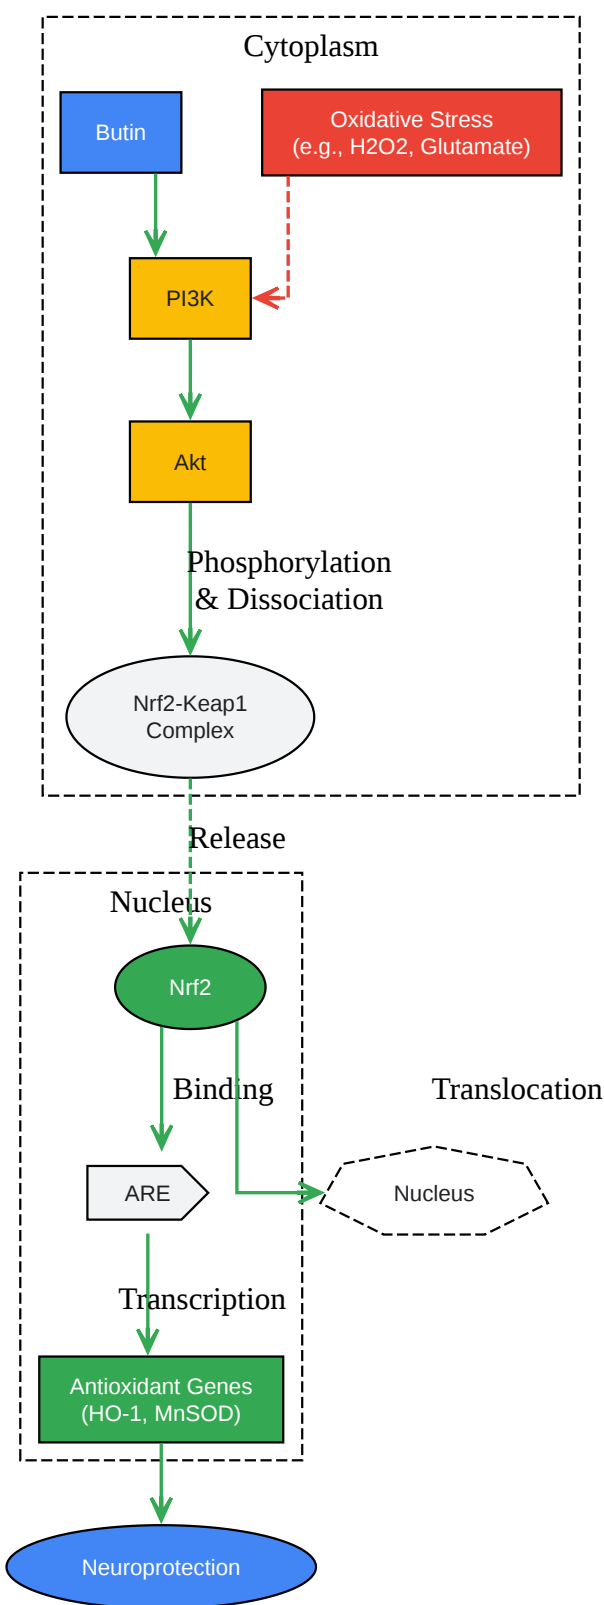 Cytoplasm
Butin
Oxidative Stress
(e.g., H2O2, Glutamate)
PI3K
Akt
Phosphorylation
& Dissociation
Nrf2-Keap1
Complex
Release
Nucleus
Nrf2
Binding
Translocation
ARE
Nucleus
Transcription
Antioxidant Genes
(HO-1, MnSOD)
Neuroprotection